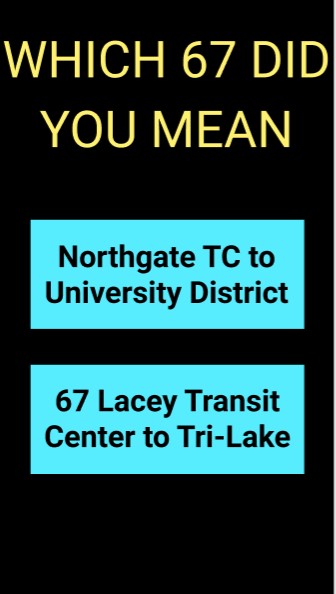 WHICH 67 DID
YOU MEAN
Northgate TC to
University District
67 Lacey Transit
Center to Tri-Lake